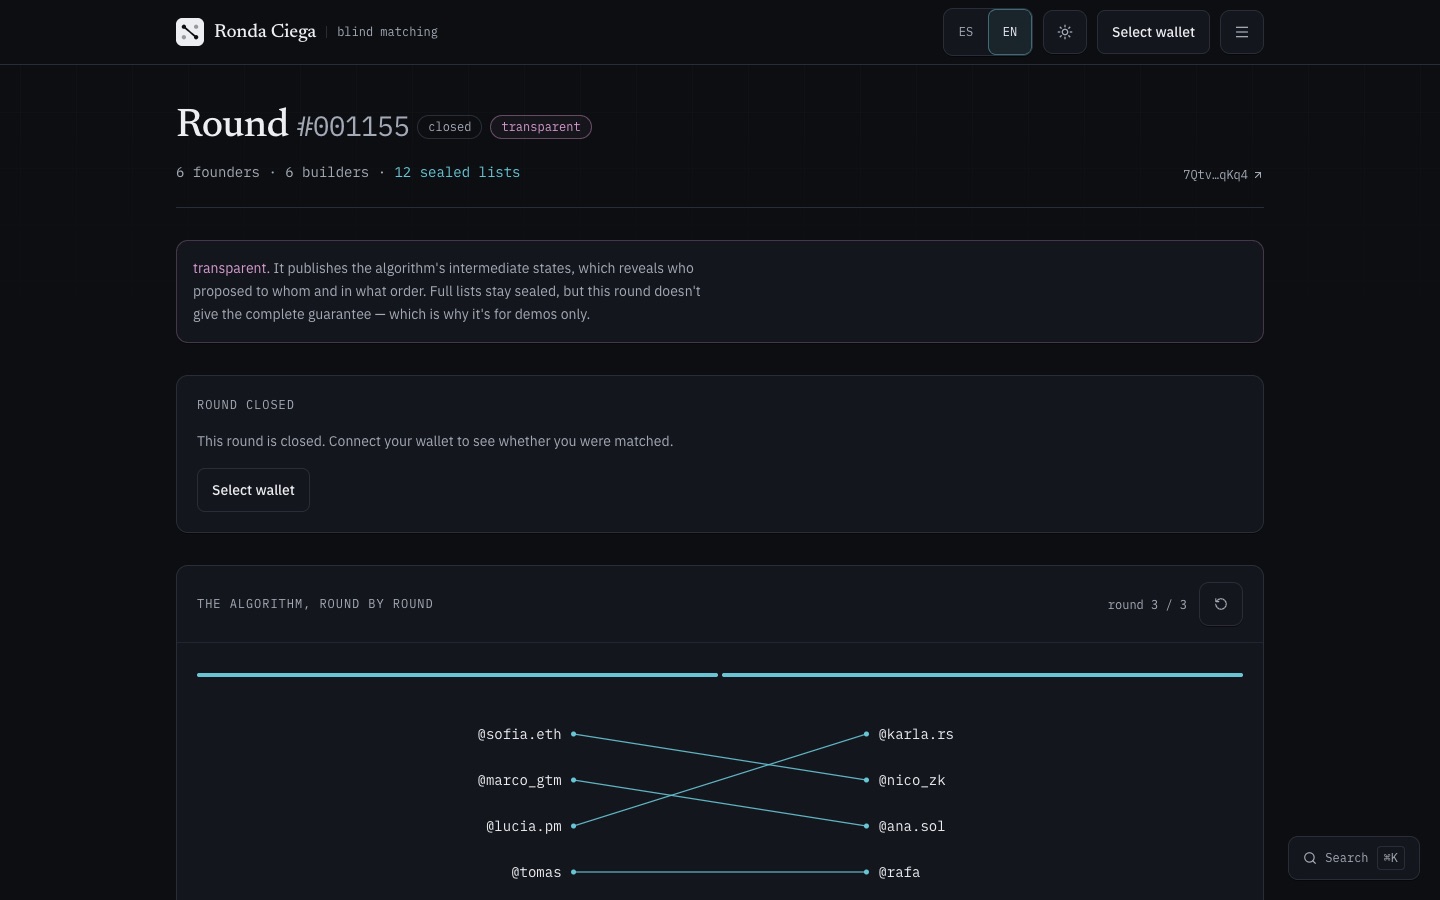 Ronda Ciega
blind matching
ES
EN
Select wallet
Round #001155
closed
transparent
6 founders · 6 builders · 12 sealed lists
7Qtv…qKq4 ↗
transparent. It publishes the algorithm's intermediate states, which reveals who
proposed to whom and in what order. Full lists stay sealed, but this round doesn't
give the complete guarantee — which is why it's for demos only.
ROUND CLOSED
This round is closed. Connect your wallet to see whether you were matched.
Select wallet
THE ALGORITHM, ROUND BY ROUND
round 3 / 3
@sofia.eth
@karla.rs
@marco_gtm
@nico_zk
@lucia.pm
@ana.sol
@tomas
@rafa
Search ⌘K